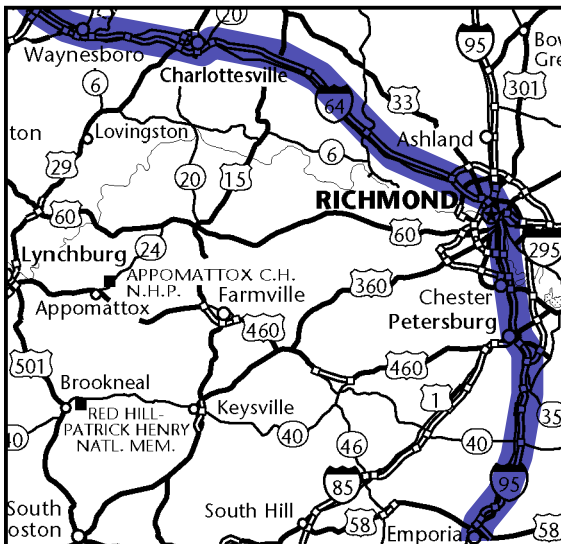 20
95
Bo
Gre
Waynesboro
Charlottesville
6
64
33
301
ton
Lovingston
Ashland
29
6
20
15
RICHMOND
60
60
24
295
Lynchburg
APPOMATTOX C.H.
N.H.P.
360
Chester
Appomattox
Farmville
Petersburg
460
460
501
1
Brookneal
35
RED HILL-
PATRICK HENRY
NATL. MEM.
Keysville
40
40
46
40
85
95
South
oston
South Hill
58
Emporia
58